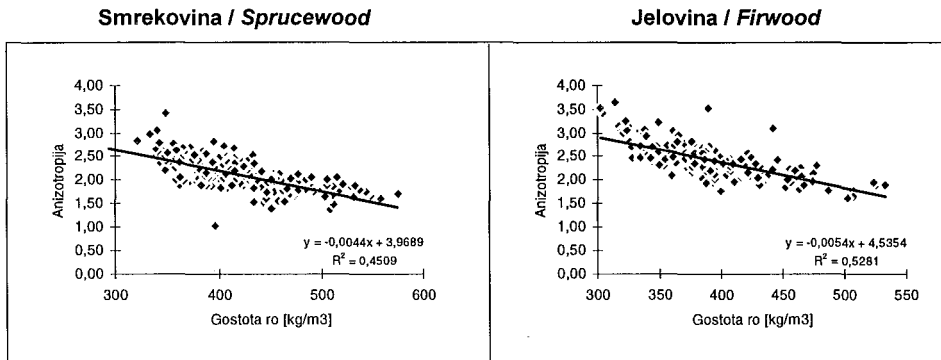 Smrekovina / Sprucewood
4,00
3,50
3,00
2,50
2,00
1,50
1,00
0,50
0,00
Anizotropija
y = -0,0044x + 3,9689
R² = 0,4509
300 400 500 600
Gostota ro [kg/m3]
Jelovina / Firwood
4,00
3,50
3,00
2,50
2,00
1,50
1,00
0,50
0,00
Anizotropija
y = -0,0054x + 4,5354
R² = 0,5281
300 350 400 450 500 550
Gostota ro [kg/m3]